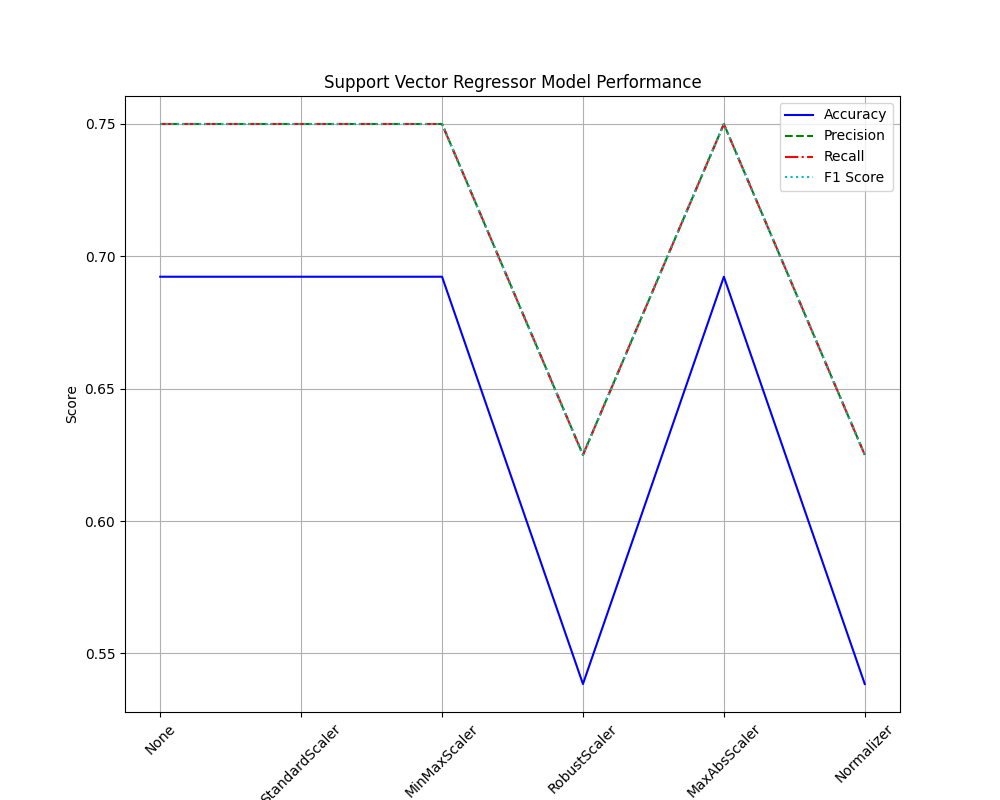 Support Vector Regressor Model Performance
Accuracy
Precision
Recall
F1 Score
0.75
0.70
0.65
0.60
0.55
Score
None
StandardScaler
MinMaxScaler
RobustScaler
MaxAbsScaler
Normalizer